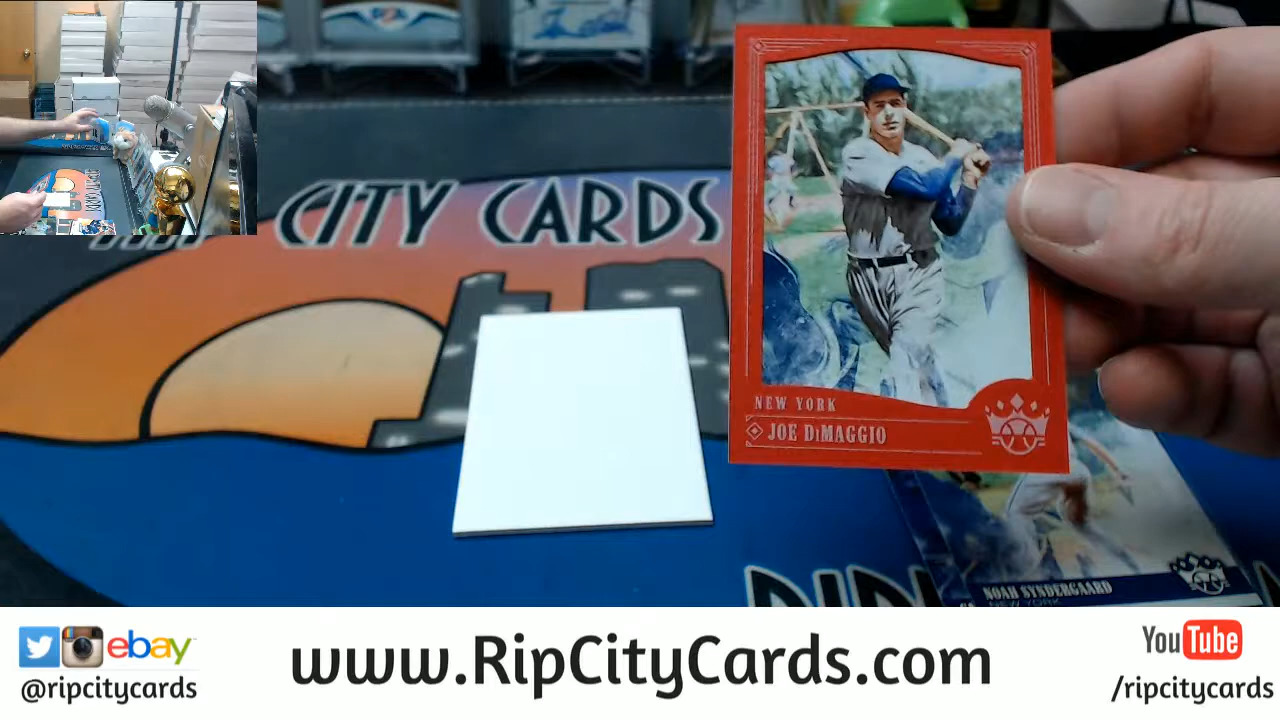 CITY CARDS
NEW YORK
JOE DiMAGGIO
NOAH SYNDERGAARD
NEW YORK
ebay
@ripcitycards
www.RipCityCards.com
YouTube
/ripcitycards